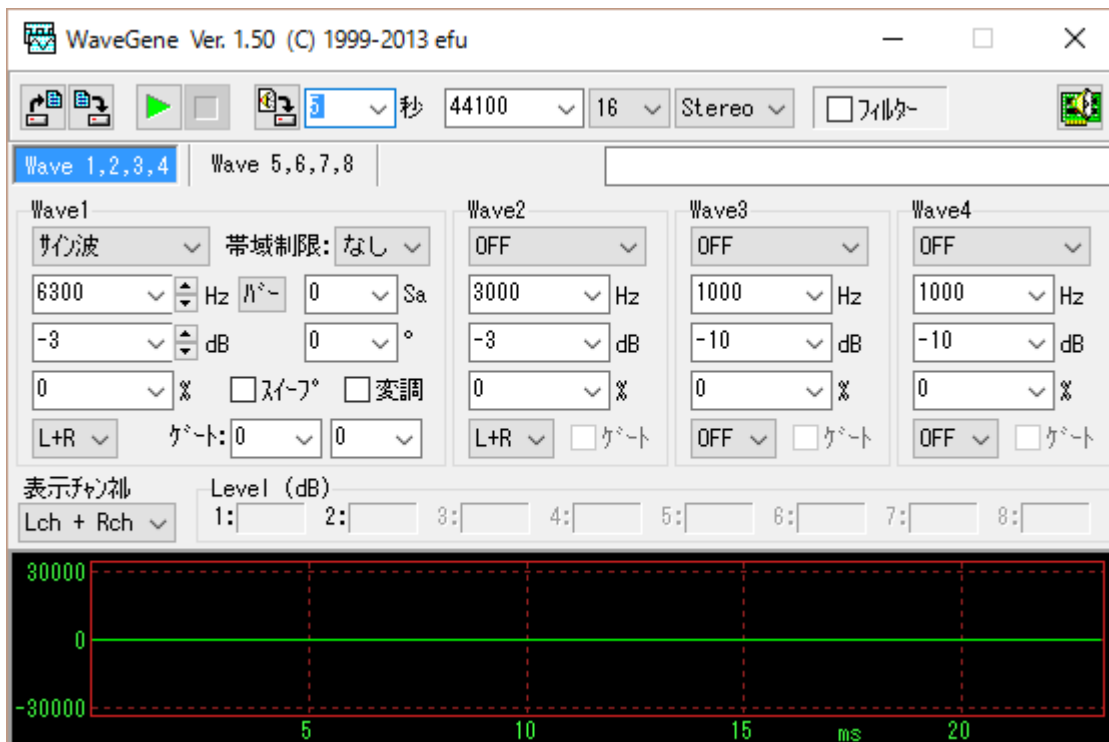 WaveGene Ver. 1.50 (C) 1999-2013 efu
5 秒 44100 16 Stereo ﾌｨﾙﾀｰ
Wave 1,2,3,4 Wave 5,6,7,8
Wave1 Wave2 Wave3 Wave4
ｻｲﾝ波 帯域制限: なし OFF OFF OFF
6300 Hz ﾊﾞｰ 0 Sa 3000 Hz 1000 Hz 1000 Hz
-3 dB 0 ° -3 dB -10 dB -10 dB
0 % ｽｲｰﾌﾟ 変調 0 % 0 % 0 %
L+R ｹﾞｰﾄ: 0 0 L+R ｹﾞｰﾄ OFF ｹﾞｰﾄ OFF ｹﾞｰﾄ
表示ﾁｬﾝﾈﾙ Level (dB)
Lch + Rch 1: 2: 3: 4: 5: 6: 7: 8:
30000
0
-30000
5 10 15 ms 20